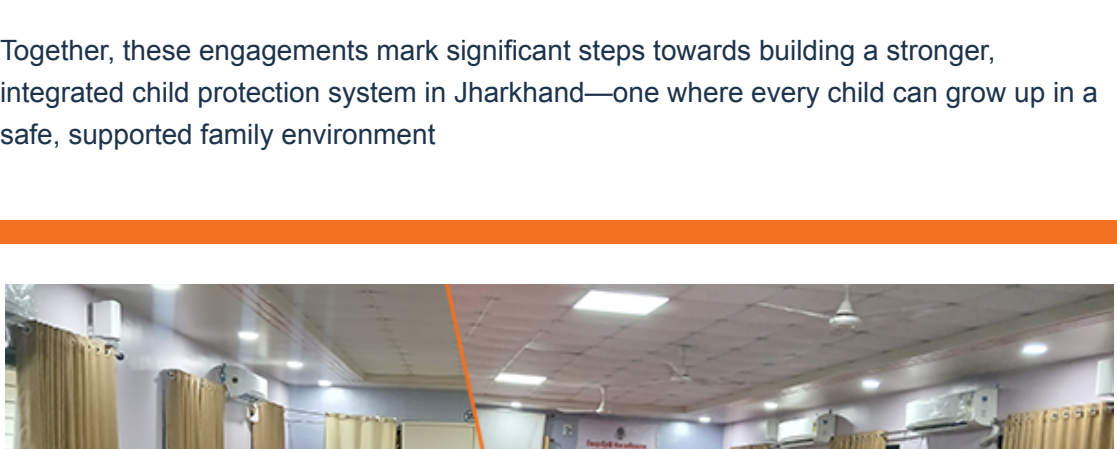 Together, these engagements mark significant steps towards building a stronger,
integrated child protection system in Jharkhand—one where every child can grow up in a
safe, supported family environment